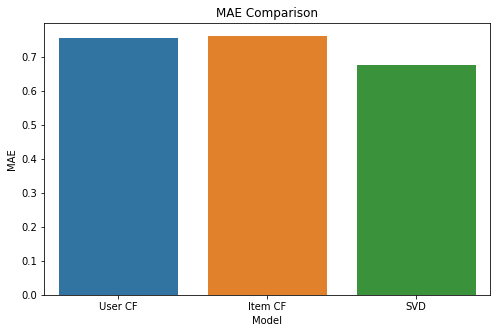 MAE Comparison
0.7
0.6
0.5
0.4
0.3
0.2
0.1
0.0
MAE
User CF
Item CF
SVD
Model